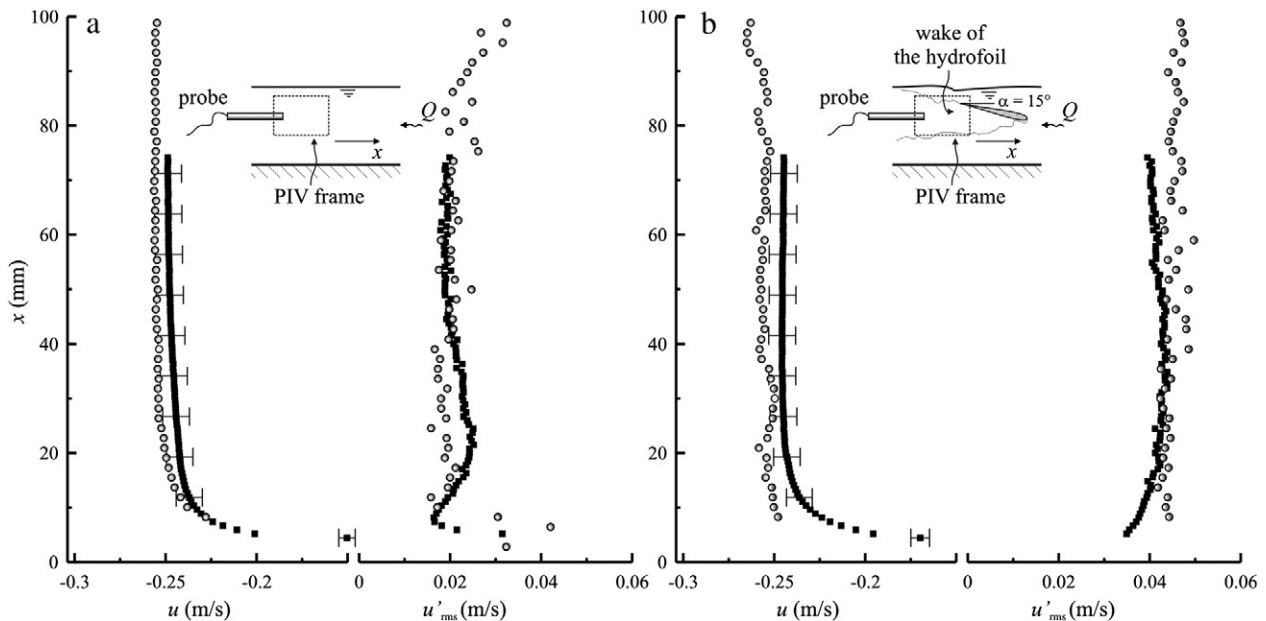 a
100
80
60
40
20
0
x (mm)
probe
Q
x
PIV frame
-0.3
-0.25
-0.2
0
0.02
0.04
0.06
u (m/s)
u'rms (m/s)
b
100
80
60
40
20
0
wake of
the hydrofoil
probe
α = 15°
Q
x
PIV frame
-0.3
-0.25
-0.2
0
0.02
0.04
0.06
u (m/s)
u'rms (m/s)